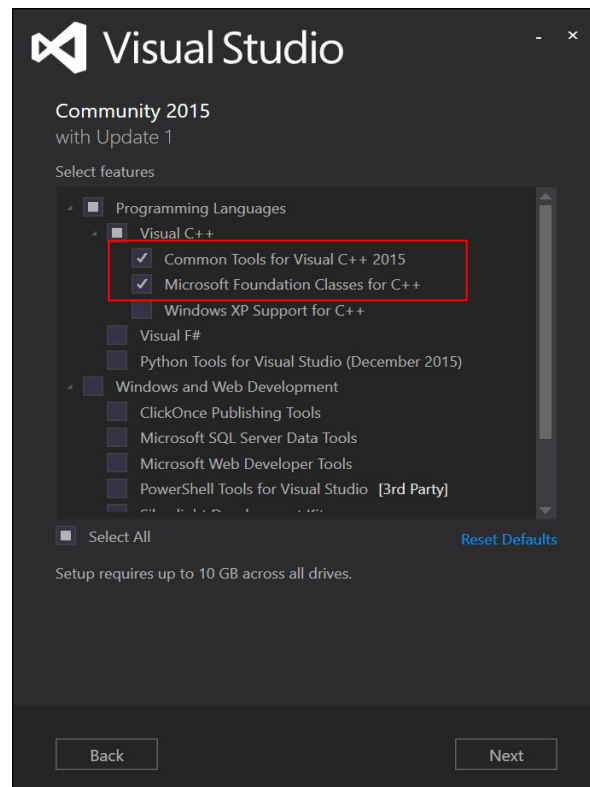 Visual Studio
Community 2015
with Update 1
Select features
Programming Languages
Visual C++
Common Tools for Visual C++ 2015
Microsoft Foundation Classes for C++
Windows XP Support for C++
Visual F#
Python Tools for Visual Studio (December 2015)
Windows and Web Development
ClickOnce Publishing Tools
Microsoft SQL Server Data Tools
Microsoft Web Developer Tools
PowerShell Tools for Visual Studio [3rd Party]
Select All
Reset Defaults
Setup requires up to 10 GB across all drives.
Back
Next